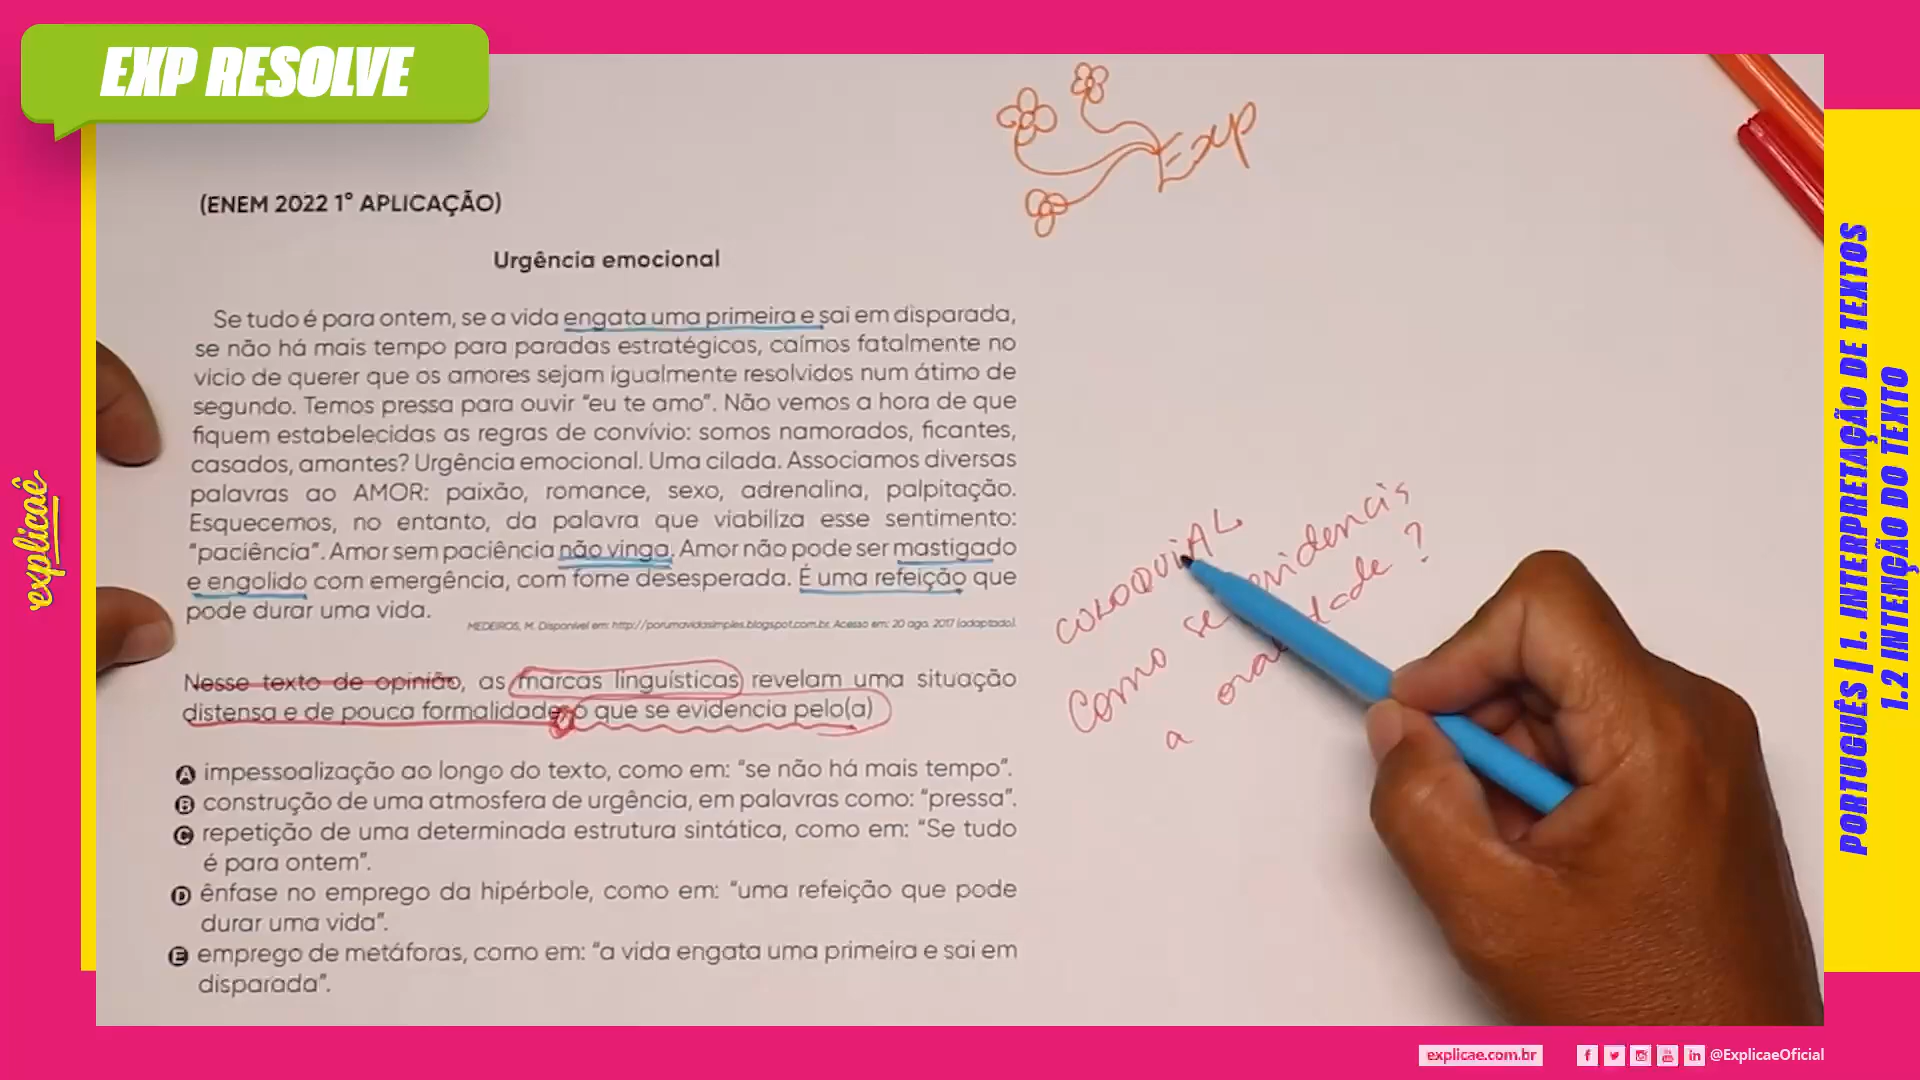 EXP RESOLVE
Exp
(ENEM 2022 1° APLICAÇÃO)
Urgência emocional
Se tudo é para ontem, se a vida engata uma primeira e sai em disparada,
se não há mais tempo para paradas estratégicas, caímos fatalmente no
vício de querer que os amores sejam igualmente resolvidos num átimo de
segundo. Temos pressa para ouvir “eu te amo”. Não vemos a hora de que
fiquem estabelecidas as regras de convívio: somos namorados, ficantes,
casados, amantes? Urgência emocional. Uma cilada. Associamos diversas
palavras ao AMOR: paixão, romance, sexo, adrenalina, palpitação.
Esquecemos, no entanto, da palavra que viabiliza esse sentimento:
“paciência”. Amor sem paciência não vinga. Amor não pode ser mastigado
e engolido com emergência, com fome desesperada. É uma refeição que
pode durar uma vida.
MEDEIROS, M. Disponível em: http://porumavidasimples.blogspot.com.br. Acesso em: 20 ago. 2017 (adaptado).
Nesse texto de opinião, as marcas linguísticas revelam uma situação
distensa e de pouca formalidade, o que se evidencia pelo(a)
A impessoalização ao longo do texto, como em: “se não há mais tempo”.
B construção de uma atmosfera de urgência, em palavras como: “pressa”.
C repetição de uma determinada estrutura sintática, como em: “Se tudo
é para ontem”.
D ênfase no emprego da hipérbole, como em: “uma refeição que pode
durar uma vida”.
E emprego de metáforas, como em: “a vida engata uma primeira e sai em
disparada”.
COLOQUIAL
Como se evidencia
a oralidade ?
explicaê
PORTUGUÊS | 1. INTERPRETAÇÃO DE TEXTOS
1.2 INTENÇÃO DO TEXTO
explicae.com.br
@ExplicaeOficial